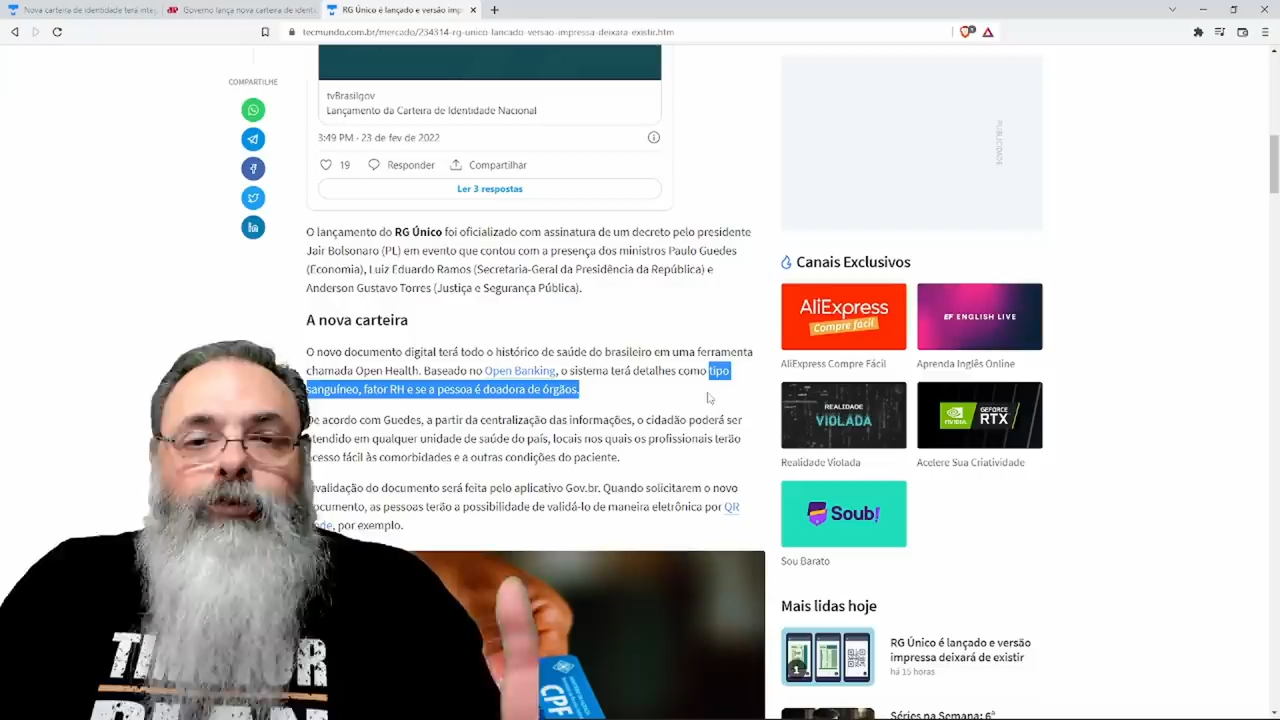 Nova carteira de identidade terá inte
Governo lança nova carteira de identi
RG Único é lançado e versão imp
tecmundo.com.br/mercado/234314-rg-unico-lancado-versao-impressa-deixara-existir.htm
COMPARTILHE
tvBrasilgov
Lançamento da Carteira de Identidade Nacional
3:49 PM · 23 de fev de 2022
19 Responder Compartilhar
Ler 3 respostas
O lançamento do RG Único foi oficializado com assinatura de um decreto pelo presidente
Jair Bolsonaro (PL) em evento que contou com a presença dos ministros Paulo Guedes
(Economia), Luiz Eduardo Ramos (Secretaria-Geral da Presidência da República) e
Anderson Gustavo Torres (Justiça e Segurança Pública).
A nova carteira
O novo documento digital terá todo o histórico de saúde do brasileiro em uma ferramenta
chamada Open Health. Baseado no Open Banking, o sistema terá detalhes como tipo
sanguíneo, fator RH e se a pessoa é doadora de órgãos.
De acordo com Guedes, a partir da centralização das informações, o cidadão poderá ser
tendido em qualquer unidade de saúde do país, locais nos quais os profissionais terão
cesso fácil às comorbidades e a outras condições do paciente.
validação do documento será feita pelo aplicativo Gov.br. Quando solicitarem o novo
ocumento, as pessoas terão a possibilidade de validá-lo de maneira eletrônica por QR
de, por exemplo.
CPF
PUBLICIDADE
Canais Exclusivos
AliExpress
Compre fácil
EF ENGLISH LIVE
AliExpress Compre Fácil
Aprenda Inglês Online
REALIDADE
VIOLADA
NVIDIA
GEFORCE
RTX
Realidade Violada
Acelere Sua Criatividade
Soub!
Sou Barato
Mais lidas hoje
1
RG Único é lançado e versão
impressa deixará de existir
há 15 horas
Séries na Semana: 6ª